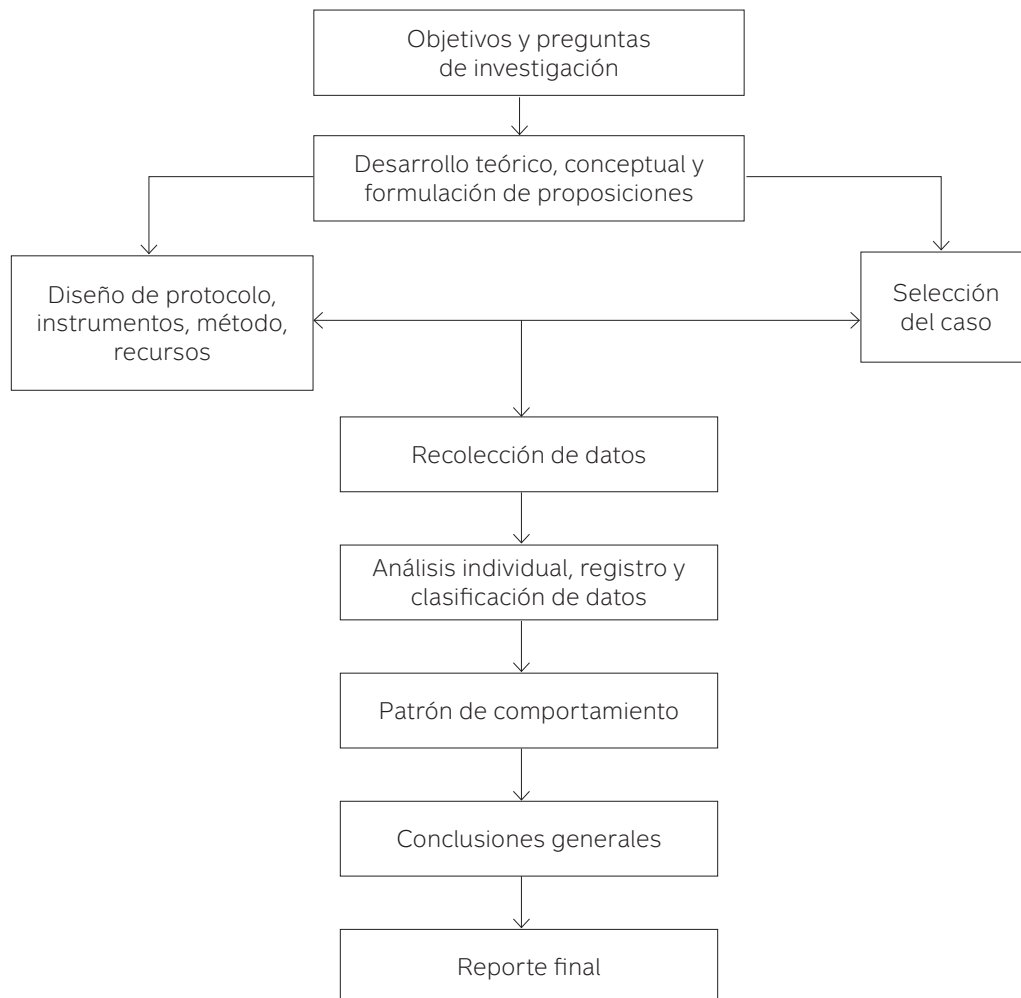 Objetivos y preguntas
de investigación
Desarrollo teórico, conceptual y
formulación de proposiciones
Diseño de protocolo,
instrumentos, método,
recursos
Selección
del caso
Recolección de datos
Análisis individual, registro y
clasificación de datos
Patrón de comportamiento
Conclusiones generales
Reporte final